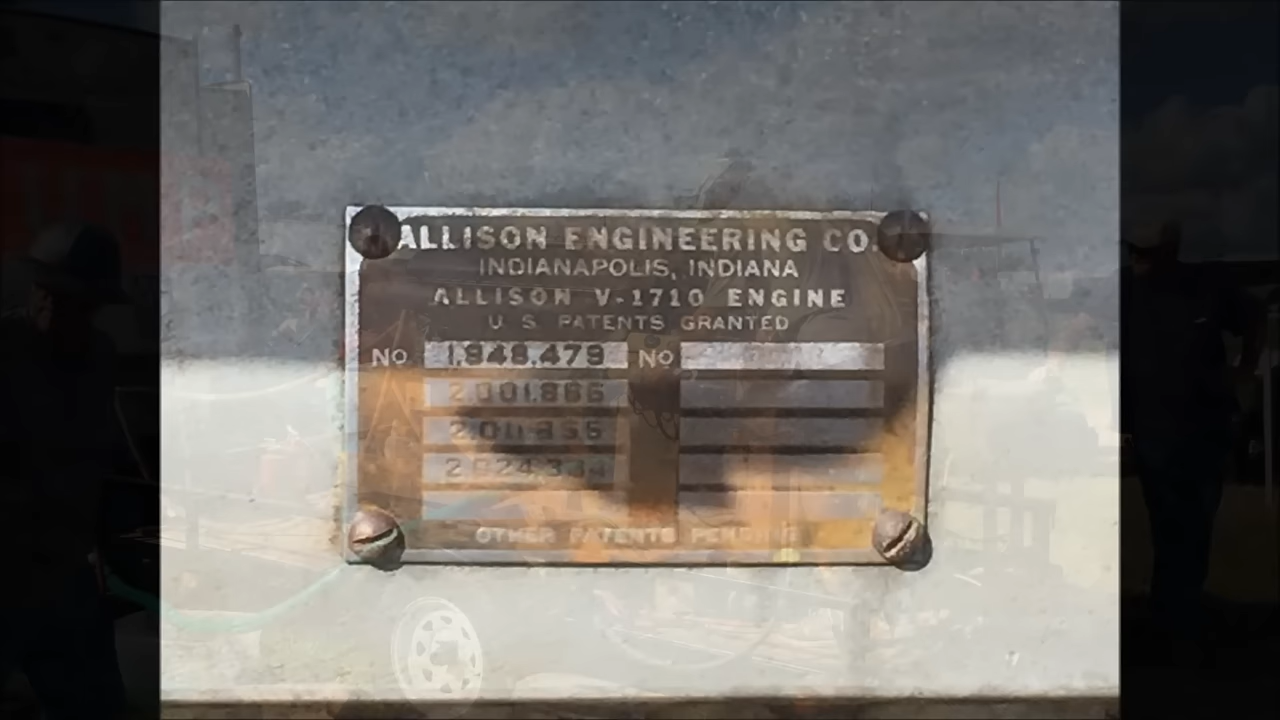 ALLISON ENGINEERING CO.
INDIANAPOLIS, INDIANA
ALLISON V-1710 ENGINE
U. S. PATENTS GRANTED
NO 1,948,479 NO
2,001,866
OTHER PATENTS PENDING